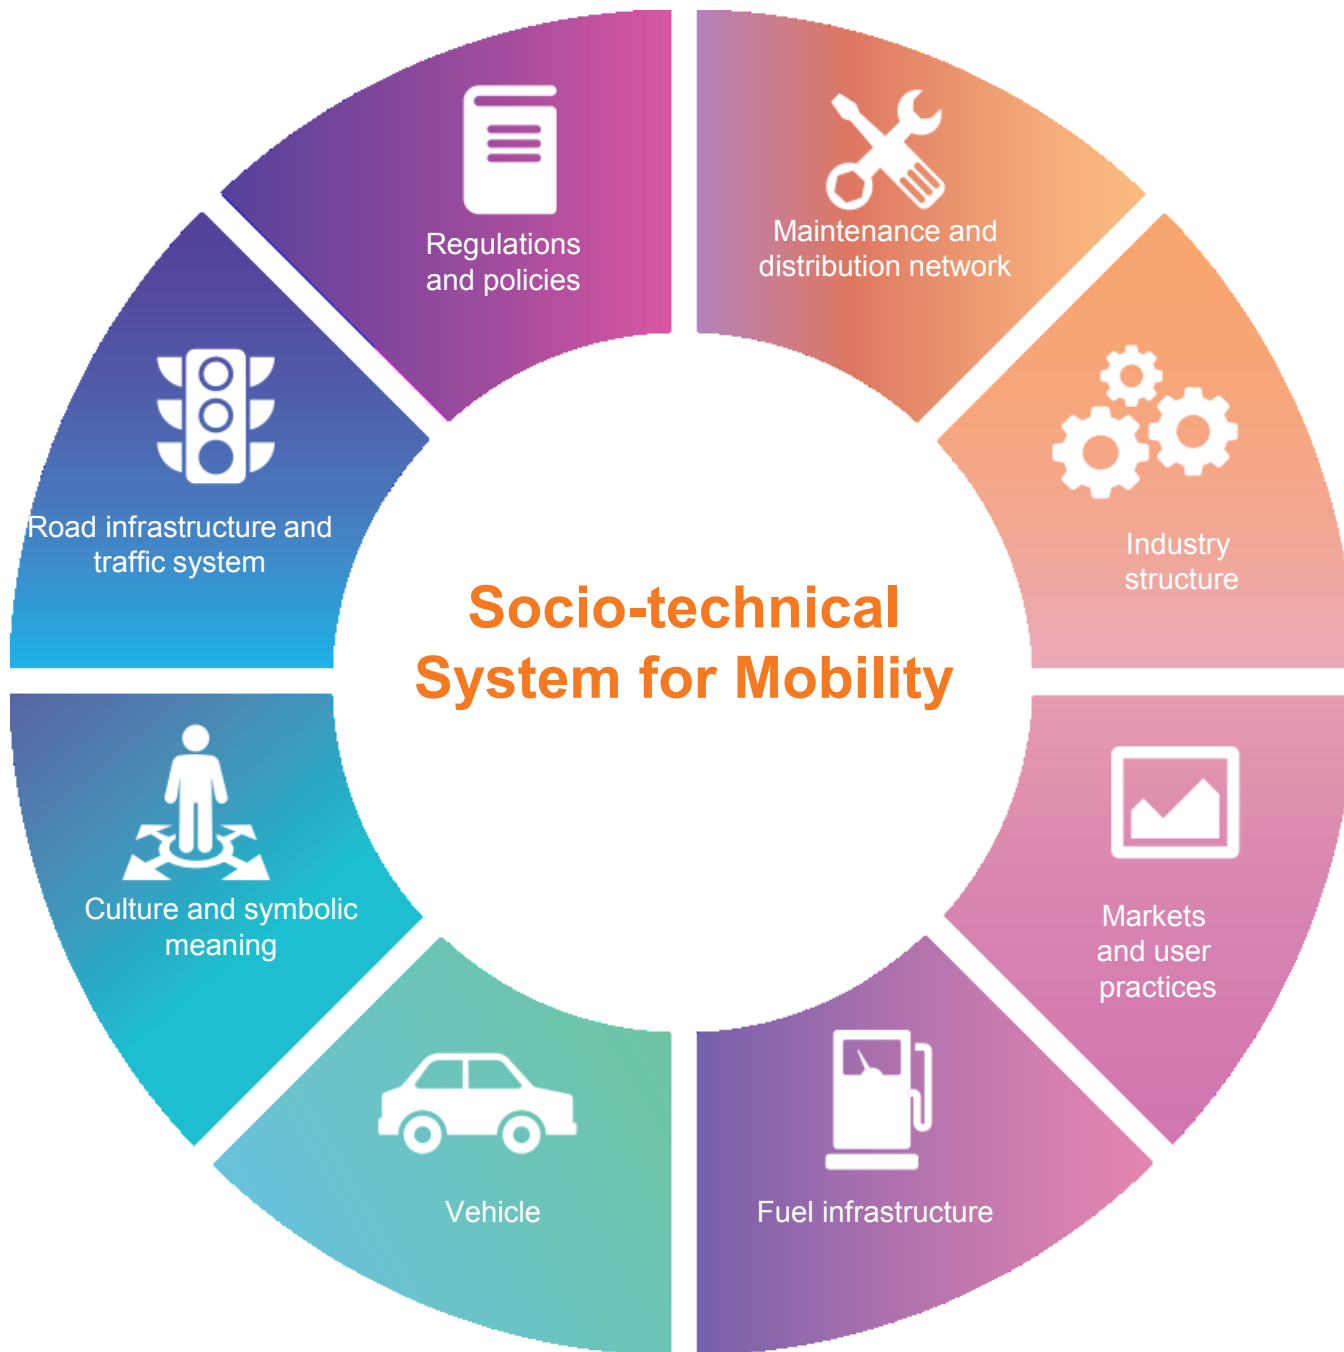 Regulations
and policies
Maintenance and
distribution network
Road infrastructure and
traffic system
Industry
structure
Socio-technical
System for Mobility
Culture and symbolic
meaning
Markets
and user
practices
Vehicle
Fuel infrastructure